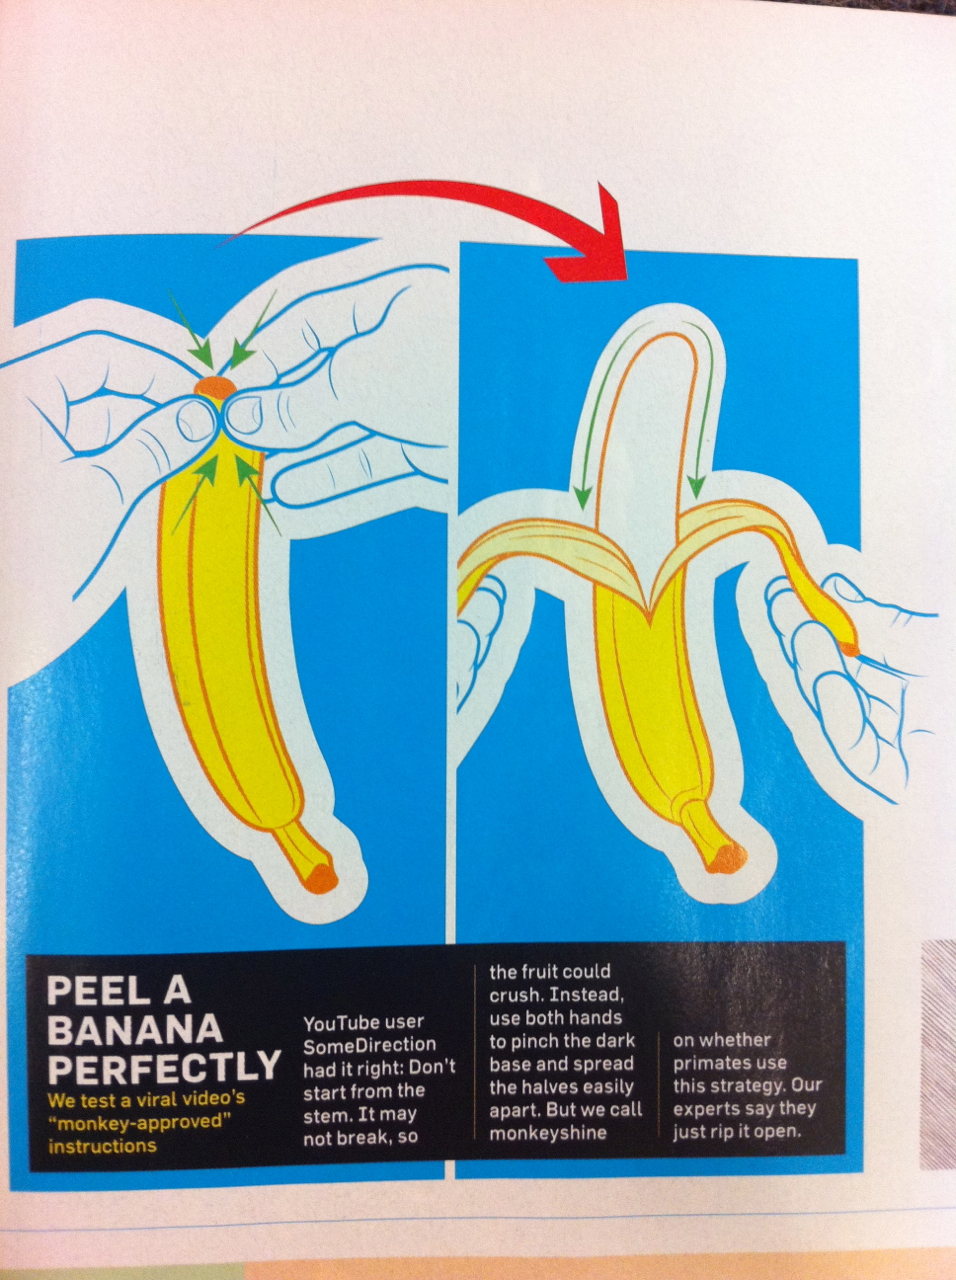 PEEL A
BANANA
PERFECTLY
We test a viral video's
"monkey-approved"
instructions
YouTube user
SomeDirection
had it right: Don't
start from the
stem. It may
not break, so
the fruit could
crush. Instead,
use both hands
to pinch the dark
base and spread
the halves easily
apart. But we call
monkeyshine
on whether
primates use
this strategy. Our
experts say they
just rip it open.